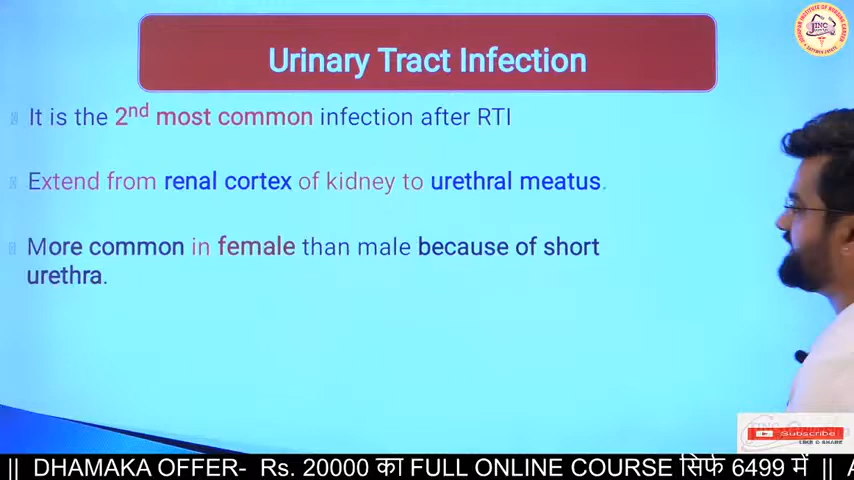 Urinary Tract Infection
It is the 2nd most common infection after RTI
Extend from renal cortex of kidney to urethral meatus.
More common in female than male because of short
urethra.
JINC
Subscribe
LIKE & SHARE
|| DHAMAKA OFFER- Rs. 20000 का FULL ONLINE COURSE सिर्फ 6499 में || A